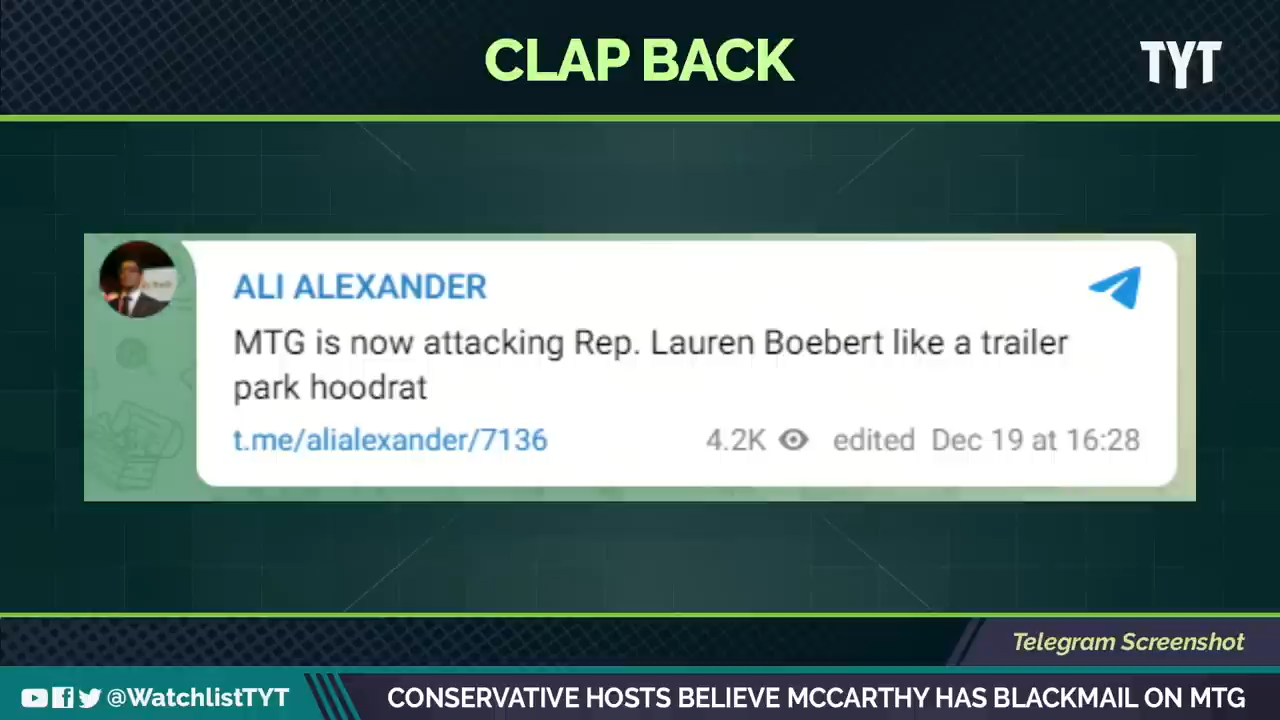 CLAP BACK
TYT
ALI ALEXANDER
MTG is now attacking Rep. Lauren Boebert like a trailer
park hoodrat
t.me/alialexander/7136 4.2K edited Dec 19 at 16:28
Telegram Screenshot
@WatchlistTYT CONSERVATIVE HOSTS BELIEVE MCCARTHY HAS BLACKMAIL ON MTG